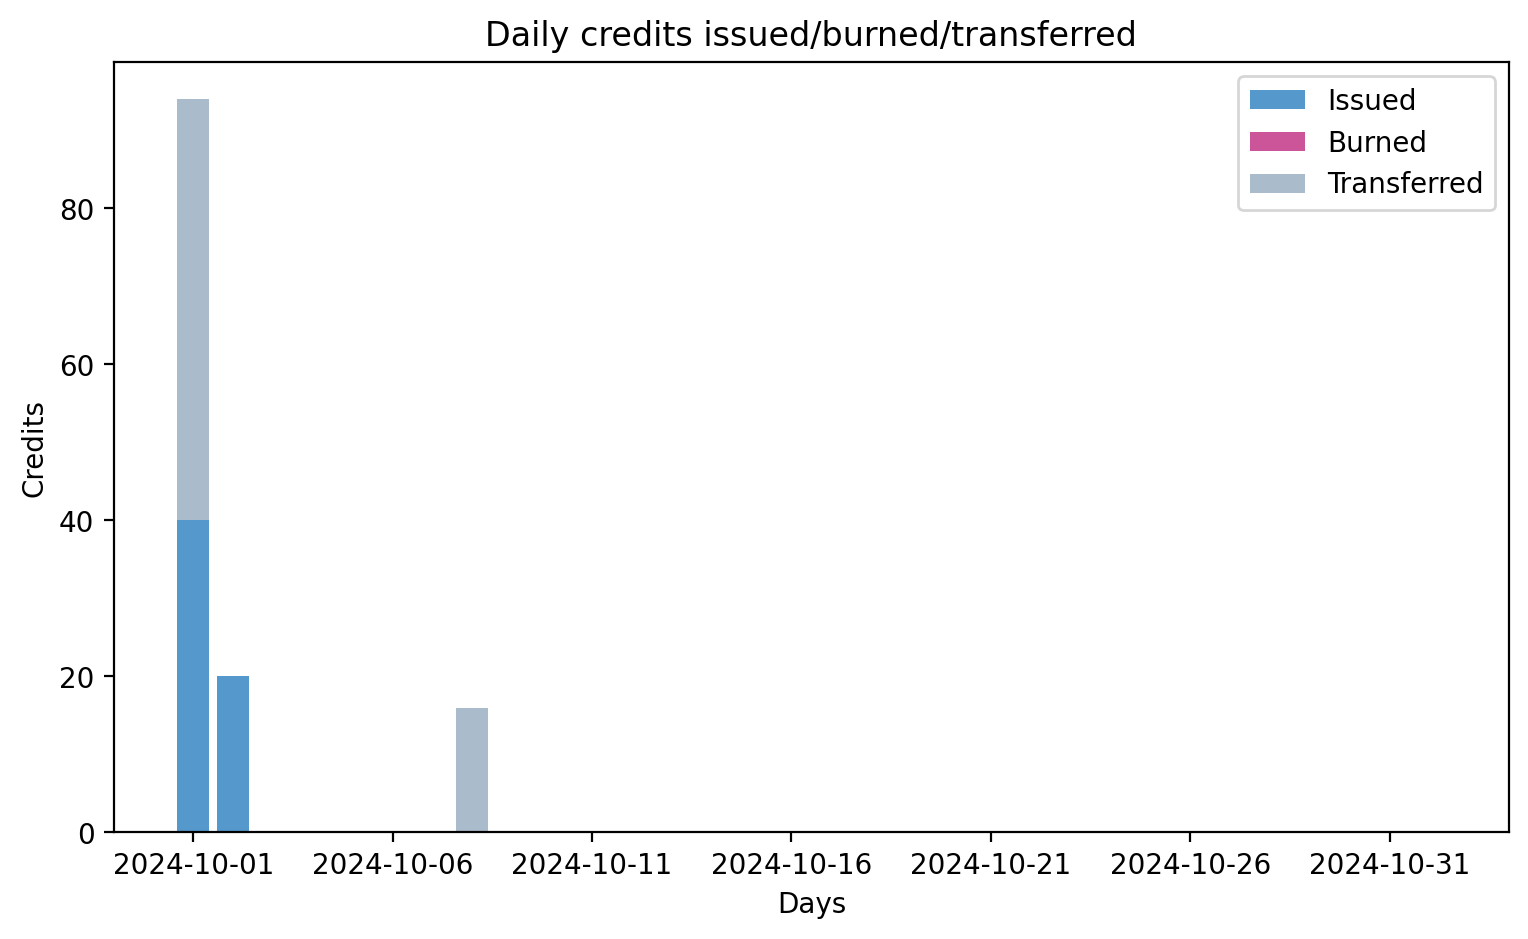 Daily credits issued/burned/transferred
Issued
Burned
Transferred
80
60
40
20
0
Credits
2024-10-01 2024-10-06 2024-10-11 2024-10-16 2024-10-21 2024-10-26 2024-10-31
Days